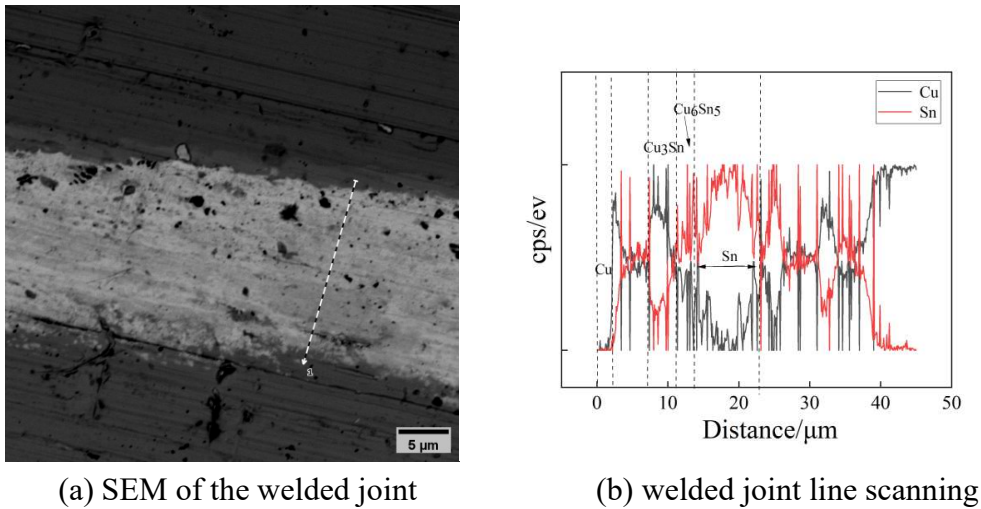 5 μm
Cu
Sn
Cu₆Sn₅
Cu₃Sn
Cu
Sn
cps/ev
0
10
20
30
40
50
Distance/μm
(a) SEM of the welded joint
(b) welded joint line scanning